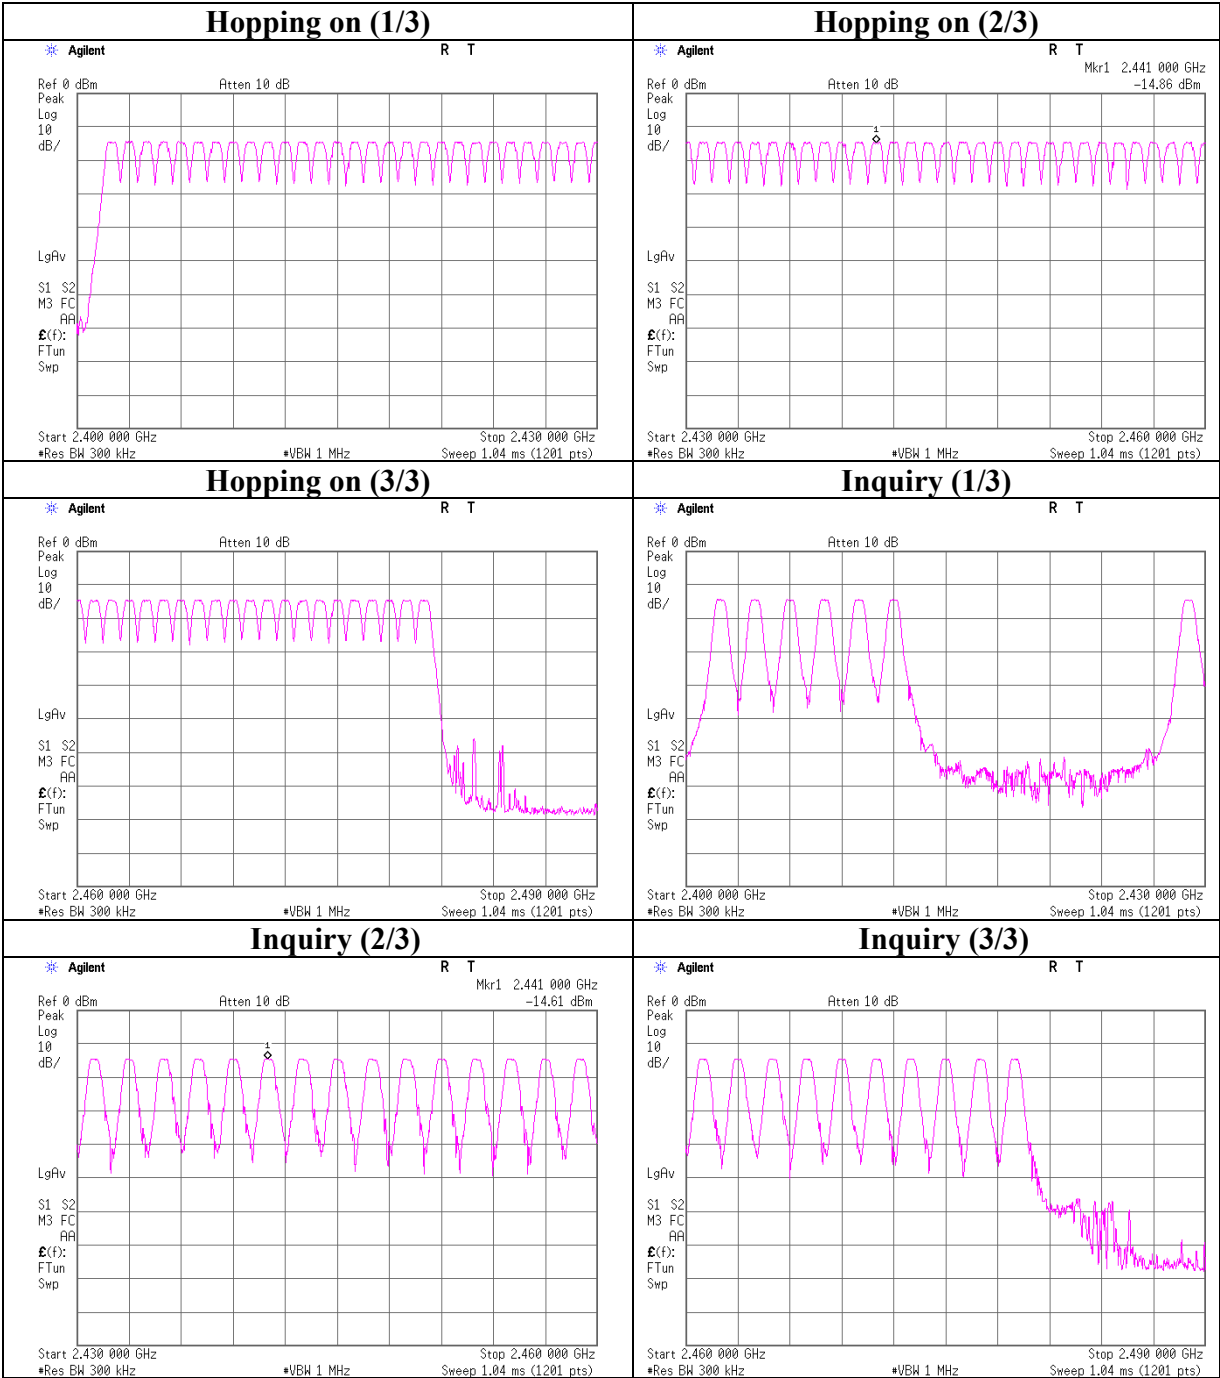 Hopping on (1/3)
Agilent
R T
Ref 0 dBm
Atten 10 dB
Peak
Log
10
dB/
LgAv
S1 S2
M3 FC
AA
£(f):
FTun
Swp
Start 2.400 000 GHz
Stop 2.430 000 GHz
#Res BW 300 kHz
#VBW 1 MHz
Sweep 1.04 ms (1201 pts)
Hopping on (2/3)
Agilent
R T
Mkr1 2.441 000 GHz
Ref 0 dBm
Atten 10 dB
-14.86 dBm
Peak
Log
10
dB/
1
LgAv
S1 S2
M3 FC
AA
£(f):
FTun
Swp
Start 2.430 000 GHz
Stop 2.460 000 GHz
#Res BW 300 kHz
#VBW 1 MHz
Sweep 1.04 ms (1201 pts)
Hopping on (3/3)
Agilent
R T
Ref 0 dBm
Atten 10 dB
Peak
Log
10
dB/
LgAv
S1 S2
M3 FC
AA
£(f):
FTun
Swp
Start 2.460 000 GHz
Stop 2.490 000 GHz
#Res BW 300 kHz
#VBW 1 MHz
Sweep 1.04 ms (1201 pts)
Inquiry (1/3)
Agilent
R T
Ref 0 dBm
Atten 10 dB
Peak
Log
10
dB/
LgAv
S1 S2
M3 FC
AA
£(f):
FTun
Swp
Start 2.400 000 GHz
Stop 2.430 000 GHz
#Res BW 300 kHz
#VBW 1 MHz
Sweep 1.04 ms (1201 pts)
Inquiry (2/3)
Agilent
R T
Mkr1 2.441 000 GHz
Ref 0 dBm
Atten 10 dB
-14.61 dBm
Peak
Log
10
dB/
1
LgAv
S1 S2
M3 FC
AA
£(f):
FTun
Swp
Start 2.430 000 GHz
Stop 2.460 000 GHz
#Res BW 300 kHz
#VBW 1 MHz
Sweep 1.04 ms (1201 pts)
Inquiry (3/3)
Agilent
R T
Ref 0 dBm
Atten 10 dB
Peak
Log
10
dB/
LgAv
S1 S2
M3 FC
AA
£(f):
FTun
Swp
Start 2.460 000 GHz
Stop 2.490 000 GHz
#Res BW 300 kHz
#VBW 1 MHz
Sweep 1.04 ms (1201 pts)